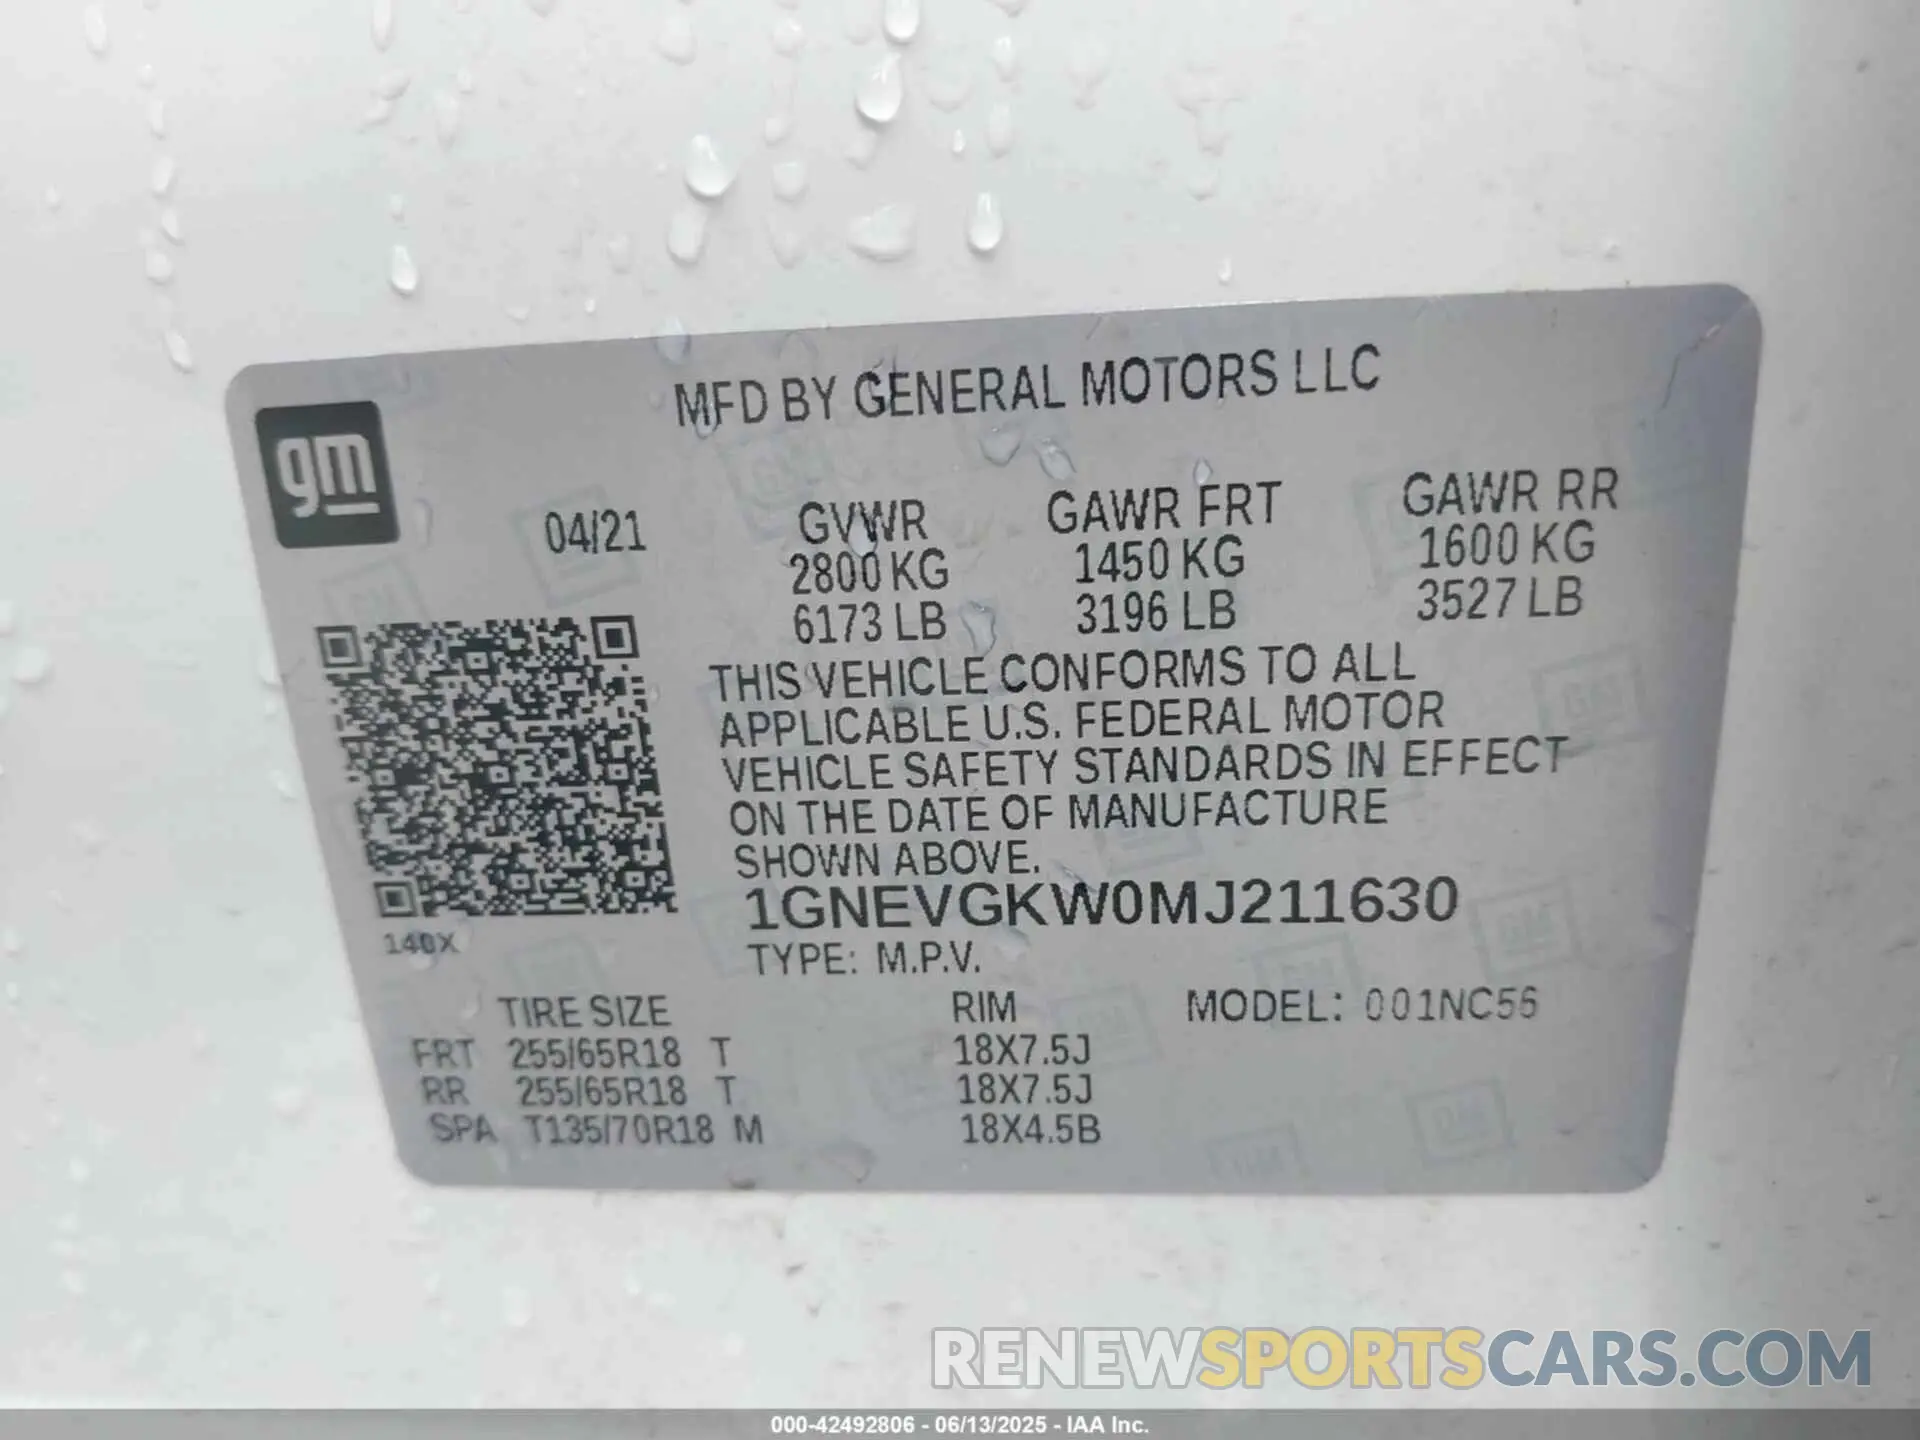 MFD BY GENERAL MOTORS LLC
gm
04/21
GVWR GAWR FRT GAWR RR
2800 KG 1450 KG 1600 KG
6173 LB 3196 LB 3527 LB
THIS VEHICLE CONFORMS TO ALL
APPLICABLE U.S. FEDERAL MOTOR
VEHICLE SAFETY STANDARDS IN EFFECT
ON THE DATE OF MANUFACTURE
SHOWN ABOVE.
1GNEVGKW0MJ211630
140X
TYPE: M.P.V.
TIRE SIZE RIM MODEL: 001NC56
FRT 255/65R18 T 18X7.5J
RR 255/65R18 T 18X7.5J
SPA T135/70R18 M 18X4.5B
RENEWSPORTSCARS.COM
000-42492806 - 06/13/2025 - IAA Inc.